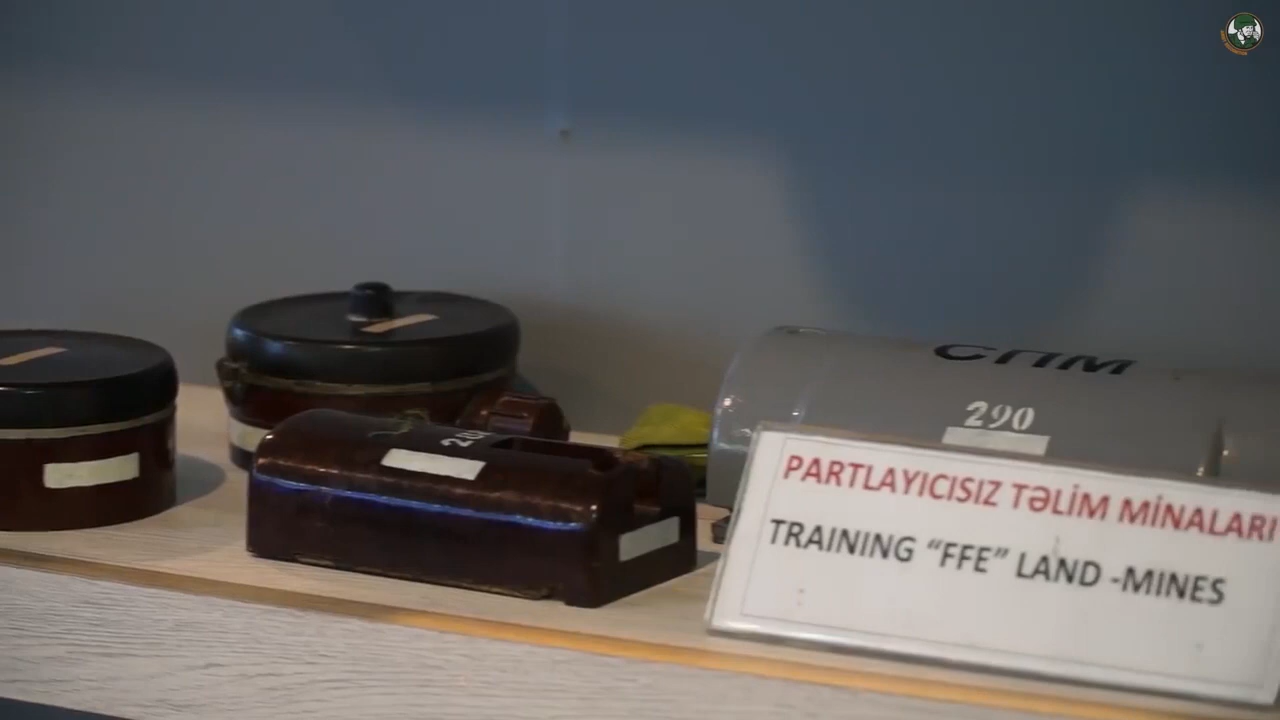 СПМ
290
PARTLAYICISIZ TƏLİM MİNALARI
TRAINING “FFE” LAND -MINES